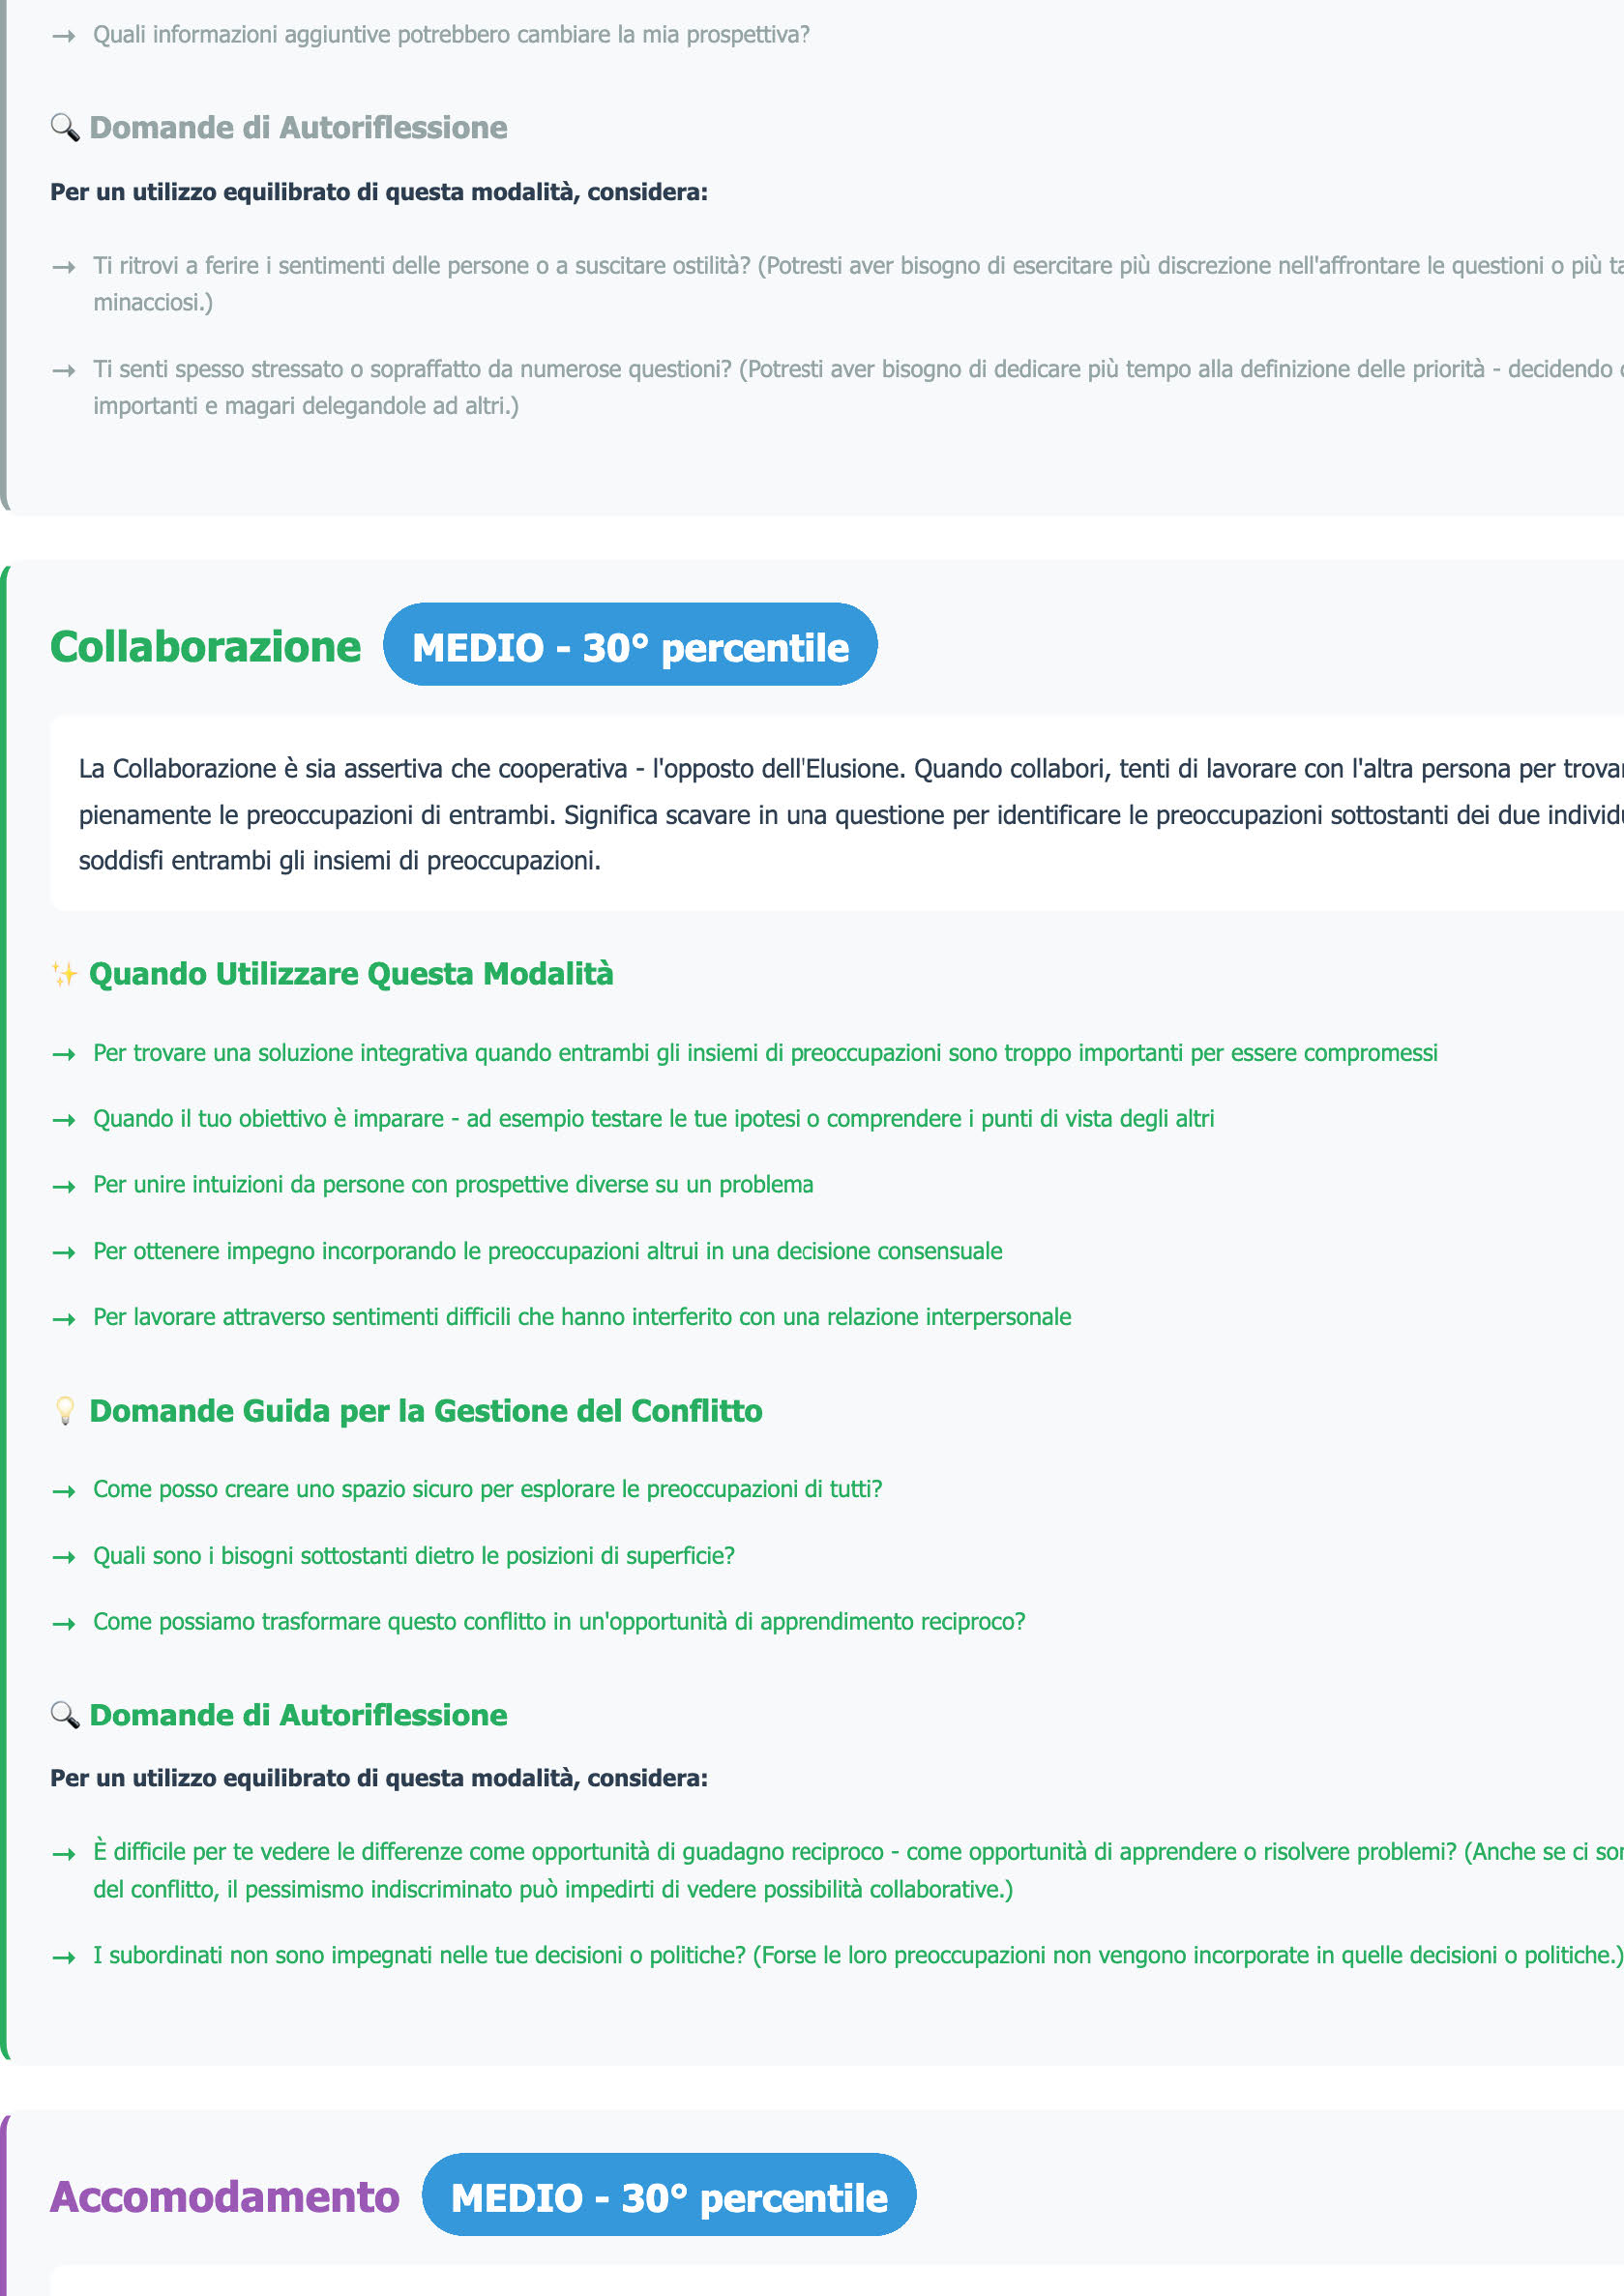 → Quali informazioni aggiuntive potrebbero cambiare la mia prospettiva?
🔍 Domande di Autoriflessione
Per un utilizzo equilibrato di questa modalità, considera:
→ Ti ritrovi a ferire i sentimenti delle persone o a suscitare ostilità? (Potresti aver bisogno di esercitare più discrezione nell'affrontare le questioni o più
minacciosi.)
→ Ti senti spesso stressato o sopraffatto da numerose questioni? (Potresti aver bisogno di dedicare più tempo alla definizione delle priorità - decidendo
importanti e magari delegandole ad altri.)
Collaborazione MEDIO - 30° percentile
La Collaborazione è sia assertiva che cooperativa - l'opposto dell'Elusione. Quando collabori, tenti di lavorare con l'altra persona per
pienamente le preoccupazioni di entrambi. Significa scavare in una questione per identificare le preoccupazioni sottostanti dei due
soddisfi entrambi gli insiemi di preoccupazioni.
✨ Quando Utilizzare Questa Modalità
→ Per trovare una soluzione integrativa quando entrambi gli insiemi di preoccupazioni sono troppo importanti per essere compromessi
→ Quando il tuo obiettivo è imparare - ad esempio testare le tue ipotesi o comprendere i punti di vista degli altri
→ Per unire intuizioni da persone con prospettive diverse su un problema
→ Per ottenere impegno incorporando le preoccupazioni altrui in una decisione consensuale
→ Per lavorare attraverso sentimenti difficili che hanno interferito con una relazione interpersonale
💡 Domande Guida per la Gestione del Conflitto
→ Come posso creare uno spazio sicuro per esplorare le preoccupazioni di tutti?
→ Quali sono i bisogni sottostanti dietro le posizioni di superficie?
→ Come possiamo trasformare questo conflitto in un'opportunità di apprendimento reciproco?
🔍 Domande di Autoriflessione
Per un utilizzo equilibrato di questa modalità, considera:
→ È difficile per te vedere le differenze come opportunità di guadagno reciproco - come opportunità di apprendere o risolvere problemi? (Anche se ci
del conflitto, il pessimismo indiscriminato può impedirti di vedere possibilità collaborative.)
→ I subordinati non sono impegnati nelle tue decisioni o politiche? (Forse le loro preoccupazioni non vengono incorporate in quelle decisioni o politiche.)
Accomodamento MEDIO - 30° percentile